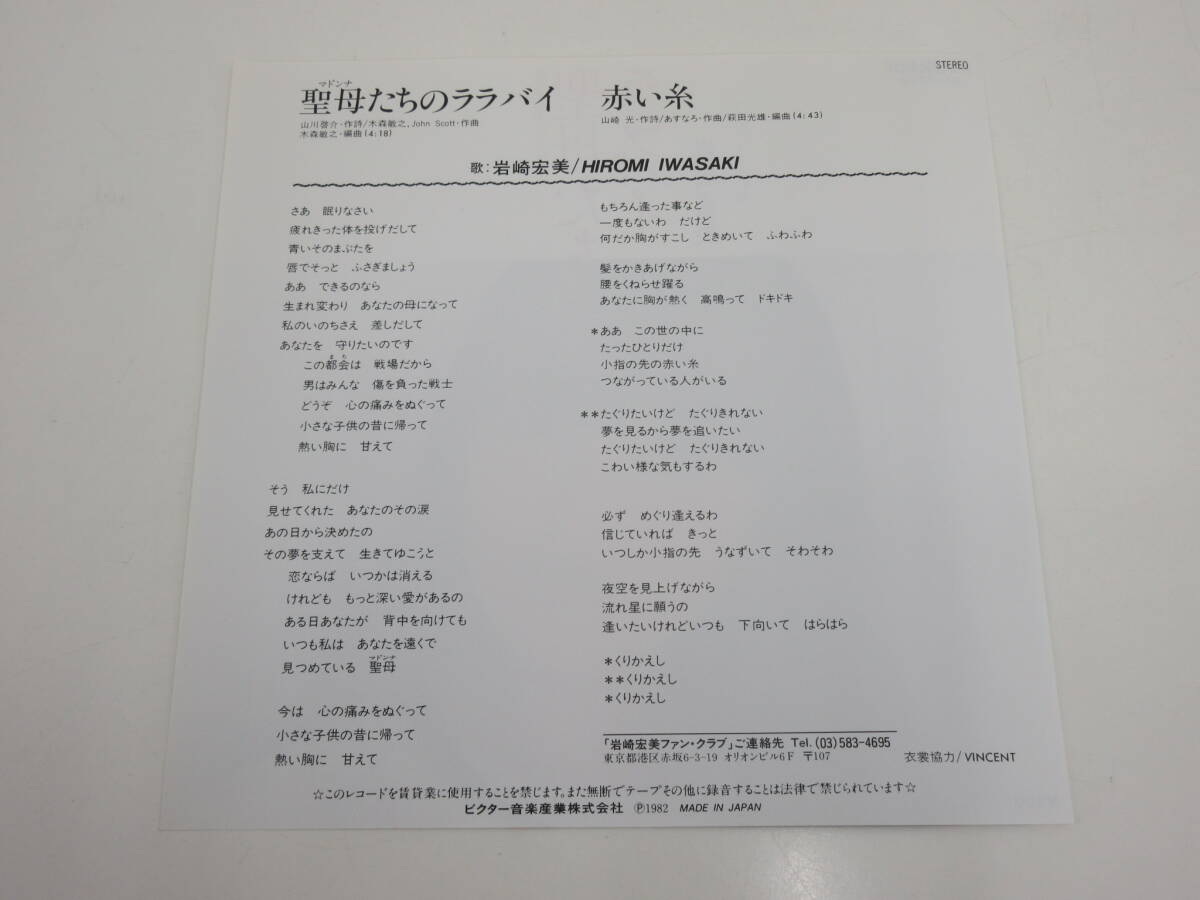 STEREO
マドンナ
聖母たちのララバイ
山川啓介・作詩/木森敏之, John Scott・作曲
木森敏之・編曲(4:18)
赤い糸
山崎 光・作詩/あすなろ・作曲/萩田光雄・編曲(4:43)
歌:岩崎宏美/HIROMI IWASAKI
さあ 眠りなさい
疲れきった体を投げだして
青いそのまぶたを
唇でそっと ふさぎましょう
ああ できるのなら
生まれ変わり あなたの母になって
私のいのちさえ 差しだして
あなたを 守りたいのです
まち
この都会は 戦場だから
男はみんな 傷を負った戦士
どうぞ 心の痛みをぬぐって
小さな子供の昔に帰って
熱い胸に 甘えて
そう 私にだけ
見せてくれた あなたのその涙
あの日から決めたの
その夢を支えて 生きてゆこうと
恋ならば いつかは消える
けれども もっと深い愛があるの
ある日あなたが 背中を向けても
いつも私は あなたを遠くで
マドンナ
見つめている 聖母
今は 心の痛みをぬぐって
小さな子供の昔に帰って
熱い胸に 甘えて
もちろん逢った事など
一度もないわ だけど
何だか胸がすこし ときめいて ふわふわ
髪をかきあげながら
腰をくねらせ躍る
あなたに胸が熱く 高鳴って ドキドキ
*ああ この世の中に
たったひとりだけ
小指の先の赤い糸
つながっている人がいる
**たぐりたいけど たぐりきれない
夢を見るから夢を追いたい
たぐりたいけど たぐりきれない
こわい様な気もするわ
必ず めぐり逢えるわ
信じていれば きっと
いつしか小指の先 うなずいて そわそわ
夜空を見上げながら
流れ星に願うの
逢いたいけれどいつも 下向いて はらはら
*くりかえし
**くりかえし
*くりかえし
「岩崎宏美ファン・クラブ」ご連絡先 Tel.(03)583-4695
東京都港区赤坂6-3-19 オリオンビル6F 〒107
衣裳協力/VINCENT
☆このレコードを賃貸業に使用することを禁じます。また無断でテープその他に録音することは法律で禁じられています☆
ビクター音楽産業株式会社 ℗1982 MADE IN JAPAN